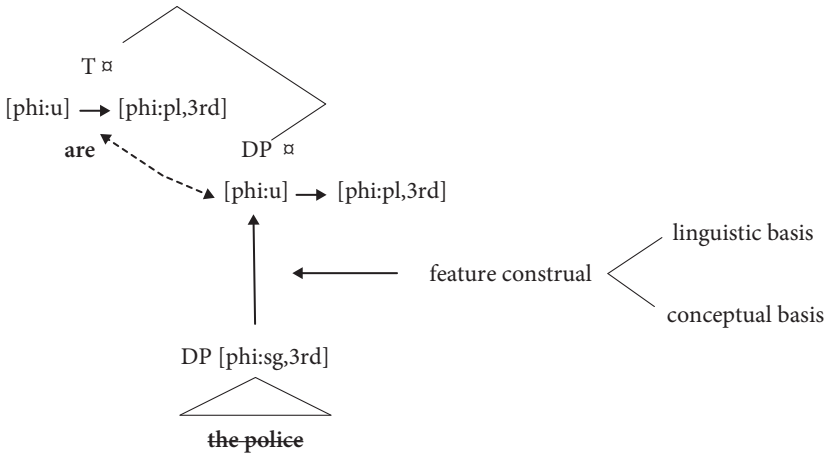 T ¤
[phi:u] → [phi:pl,3rd]
are
DP ¤
[phi:u] → [phi:pl,3rd]
linguistic basis
feature construal
conceptual basis
DP [phi:sg,3rd]
the police